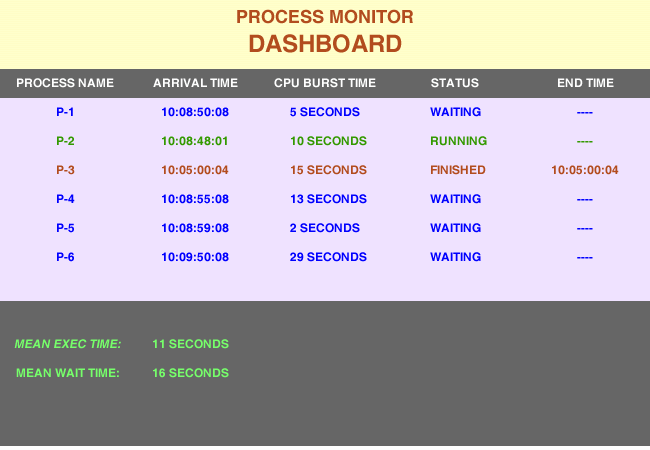 PROCESS MONITOR
DASHBOARD
PROCESS NAME ARRIVAL TIME CPU BURST TIME STATUS END TIME
P-1 10:08:50:08 5 SECONDS WAITING ----
P-2 10:08:48:01 10 SECONDS RUNNING ----
P-3 10:05:00:04 15 SECONDS FINISHED 10:05:00:04
P-4 10:08:55:08 13 SECONDS WAITING ----
P-5 10:08:59:08 2 SECONDS WAITING ----
P-6 10:09:50:08 29 SECONDS WAITING ----
MEAN EXEC TIME: 11 SECONDS
MEAN WAIT TIME: 16 SECONDS